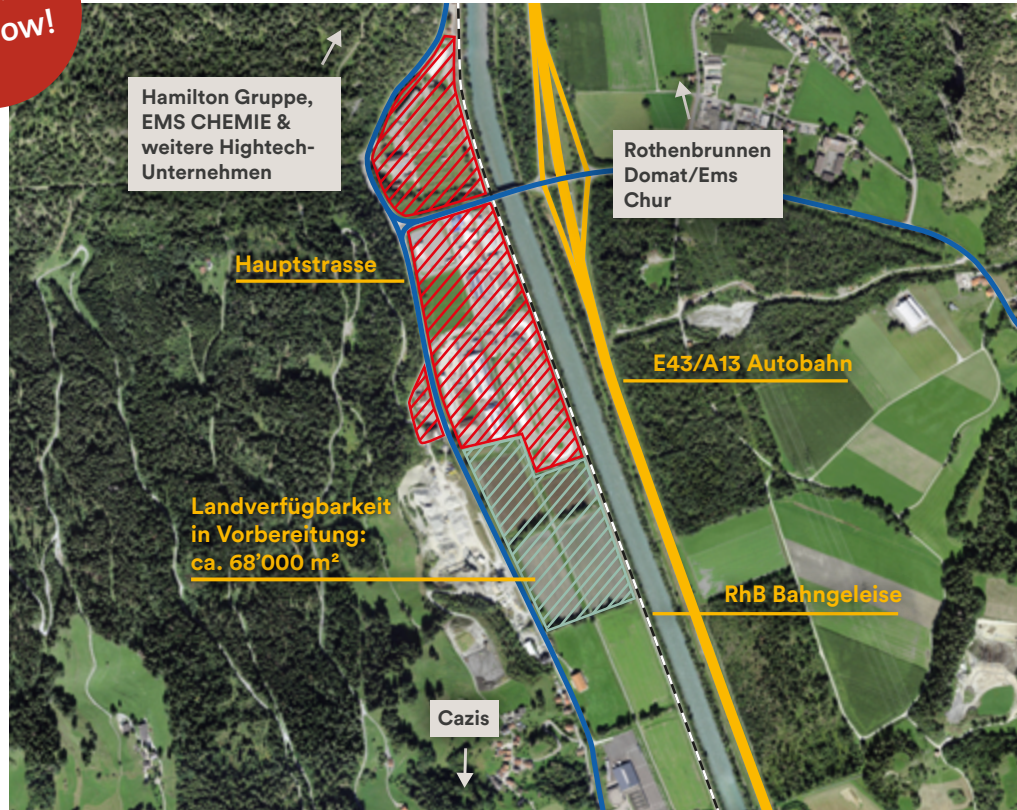 ow!
Hamilton Gruppe,
EMS CHEMIE &
weitere Hightech-
Unternehmen
Rothenbrunnen
Domat/Ems
Chur
Hauptstrasse
E43/A13 Autobahn
Landverfügbarkeit
in Vorbereitung:
ca. 68’000 m²
RhB Bahngeleise
Cazis